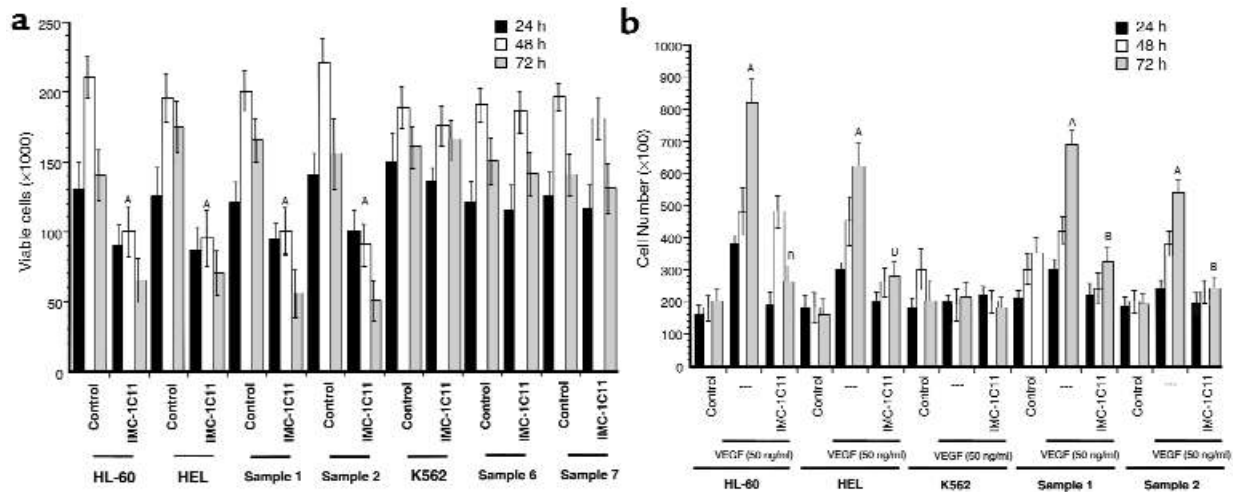 a
24 h
48 h
72 h
Viable cells (×1000)
250
200
150
100
50
0
A
A
A
A
Control
IMC-1C11
Control
IMC-1C11
Control
IMC-1C11
Control
IMC-1C11
Control
IMC-1C11
Control
IMC-1C11
Control
IMC-1C11
HL-60
HEL
Sample 1
Sample 2
K562
Sample 6
Sample 7
b
24 h
48 h
72 h
Cell Number (×100)
1000
900
800
700
600
500
400
300
200
100
0
A
A
A
A
B
B
Control
---
IMC-1C11
Control
---
IMC-1C11
Control
---
IMC-1C11
Control
---
IMC-1C11
Control
---
IMC-1C11
VEGF (50 ng/ml)
VEGF (50 ng/ml)
VEGF (50 ng/ml)
VEGF (50 ng/ml)
VEGF (50 ng/ml)
HL-60
HEL
K562
Sample 1
Sample 2